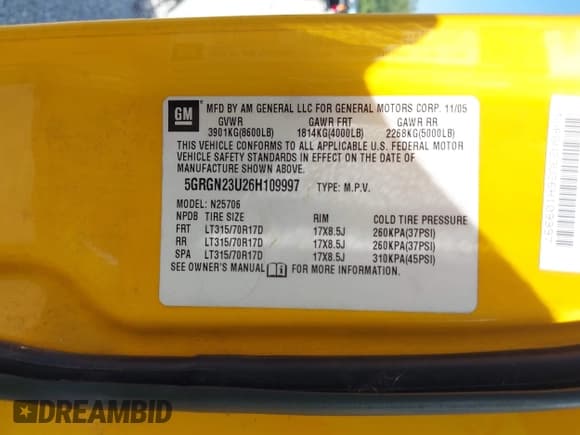 GM
MFD BY AM GENERAL LLC FOR GENERAL MOTORS CORP. 11/05
GVWR GAWR FRT GAWR RR
3901KG(8600LB) 1814KG(4000LB) 2268KG(5000LB)
THIS VEHICLE CONFORMS TO ALL APPLICABLE U.S. FEDERAL MOTOR
VEHICLE SAFETY STANDARDS IN EFFECT ON THE DATE OF
MANUFACTURE SHOWN ABOVE.
5GRGN23U26H109997 TYPE: M.P.V.
MODEL: N25706
NPDB TIRE SIZE RIM COLD TIRE PRESSURE
FRT LT315/70R17D 17X8.5J 260KPA(37PSI)
RR LT315/70R17D 17X8.5J 260KPA(37PSI)
SPA LT315/70R17D 17X8.5J 310KPA(45PSI)
SEE OWNER'S MANUAL FOR MORE INFORMATION.
DREAMBID